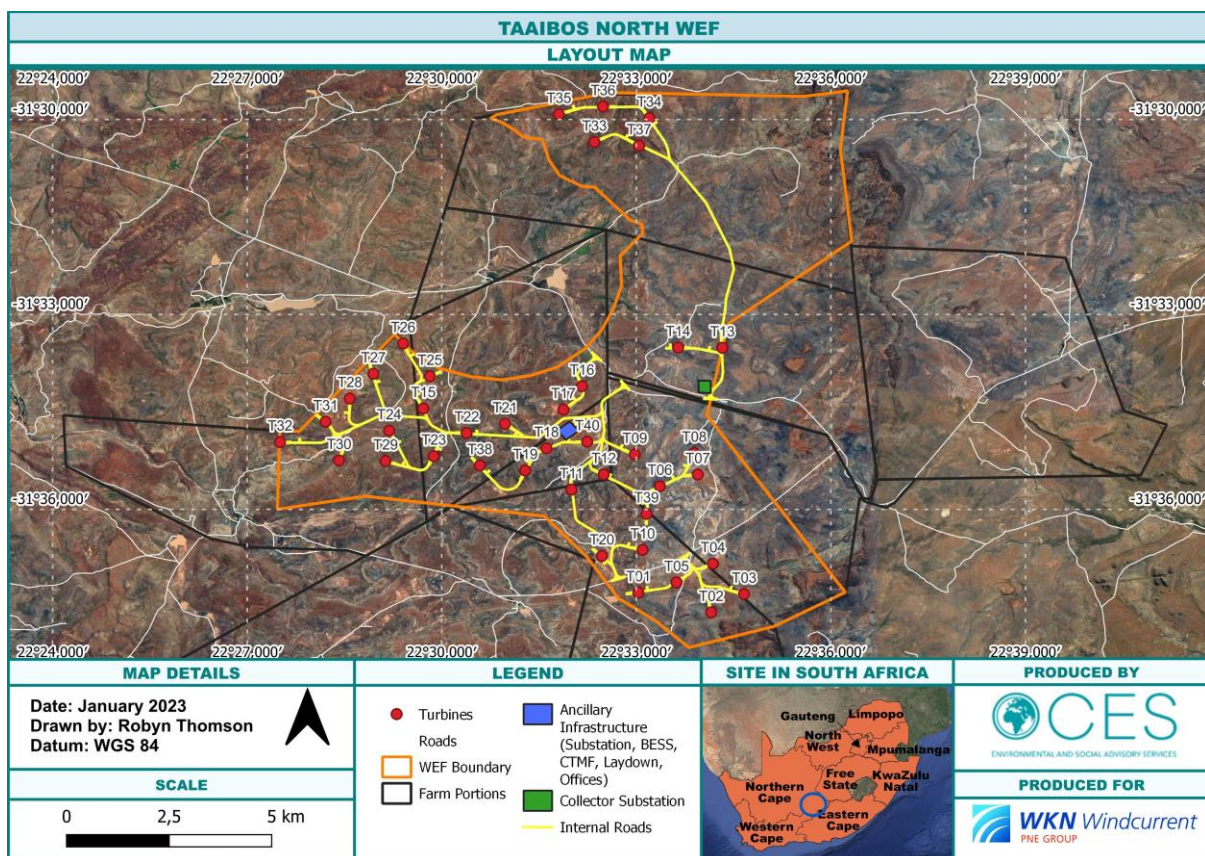 TAAIBOS NORTH WEF
LAYOUT MAP
22°24,000′ 22°27,000′ 22°30,000′ 22°33,000′ 22°36,000′ 22°39,000′
-31°30,000′ -31°30,000′
T35 T36 T34
T33 T37
-31°33,000′ -31°33,000′
T26 T14 T13
T27 T25 T16
T28 T15 T17
T31 T24 T22 T21
T32 T30 T29 T23 T38 T18 T40 T09 T08
T19 T11 T12 T06 T07
-31°36,000′ -31°36,000′
T39
T20 T10 T04
T01 T05 T03
T02
22°24,000′ 22°27,000′ 22°30,000′ 22°33,000′ 22°36,000′ 22°39,000′
MAP DETAILS
Date: January 2023
Drawn by: Robyn Thomson
Datum: WGS 84
SCALE
0 2,5 5 km
LEGEND
Turbines
Roads
WEF Boundary
Farm Portions
Ancillary
Infrastructure
(Substation, BESS,
CTMF, Laydown,
Offices)
Collector Substation
Internal Roads
SITE IN SOUTH AFRICA
Limpopo
Gauteng
North
West
Mpumalanga
Free
State
KwaZulu
Natal
Northern
Cape
Eastern
Cape
Western
Cape
PRODUCED BY
CES
ENVIRONMENTAL AND SOCIAL ADVISORY SERVICES
PRODUCED FOR
WKN Windcurrent
PNE GROUP